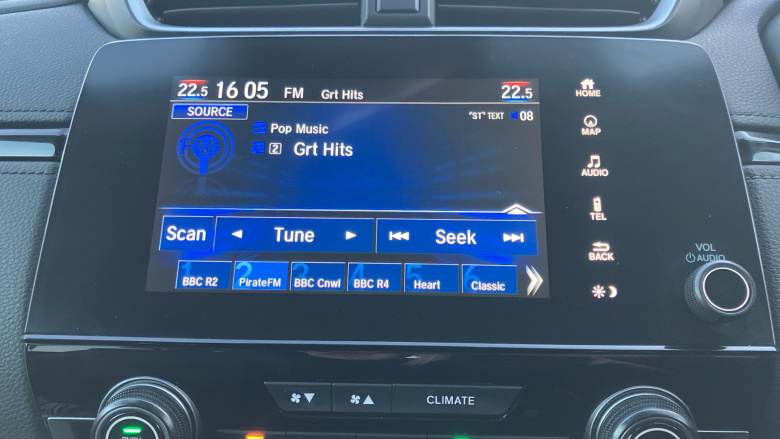 22.5 16 05 FM Grt Hits 22.5
SOURCE
"ST" TEXT 08
Pop Music
2 Grt Hits
Scan Tune Seek
1 BBC R2
2 PirateFM
3 BBC Cnwl
4 BBC R4
5 Heart
6 Classic
HOME
MAP
AUDIO
TEL
BACK
VOL
AUDIO
CLIMATE
PUSH